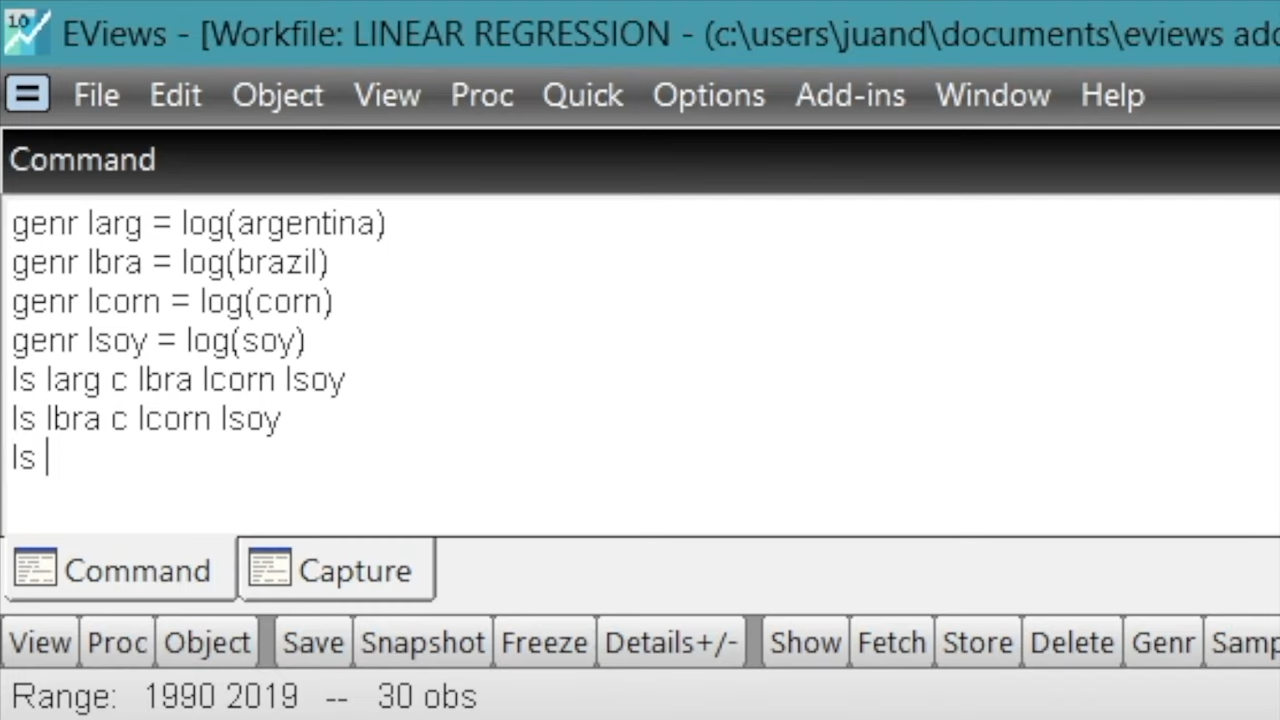 10
EViews - [Workfile: LINEAR REGRESSION - (c:\users\juand\documents\eviews
File Edit Object View Proc Quick Options Add-ins Window Help
Command
genr larg = log(argentina)
genr lbra = log(brazil)
genr lcorn = log(corn)
genr lsoy = log(soy)
ls larg c lbra lcorn lsoy
ls lbra c lcorn lsoy
ls
Command Capture
View Proc Object Save Snapshot Freeze Details+/- Show Fetch Store Delete Genr Samp
Range: 1990 2019 -- 30 obs